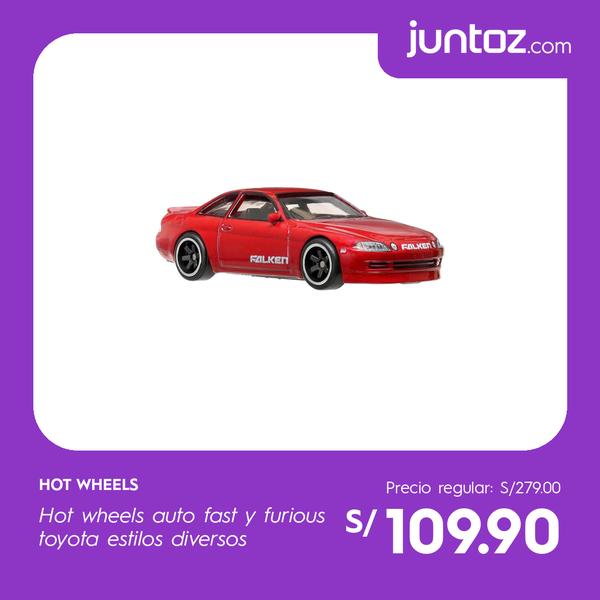 juntoz.com
FALKEN
FALKEN
HOT WHEELS
Hot wheels auto fast y furious
toyota estilos diversos
Precio regular: S/279.00
S/109.90